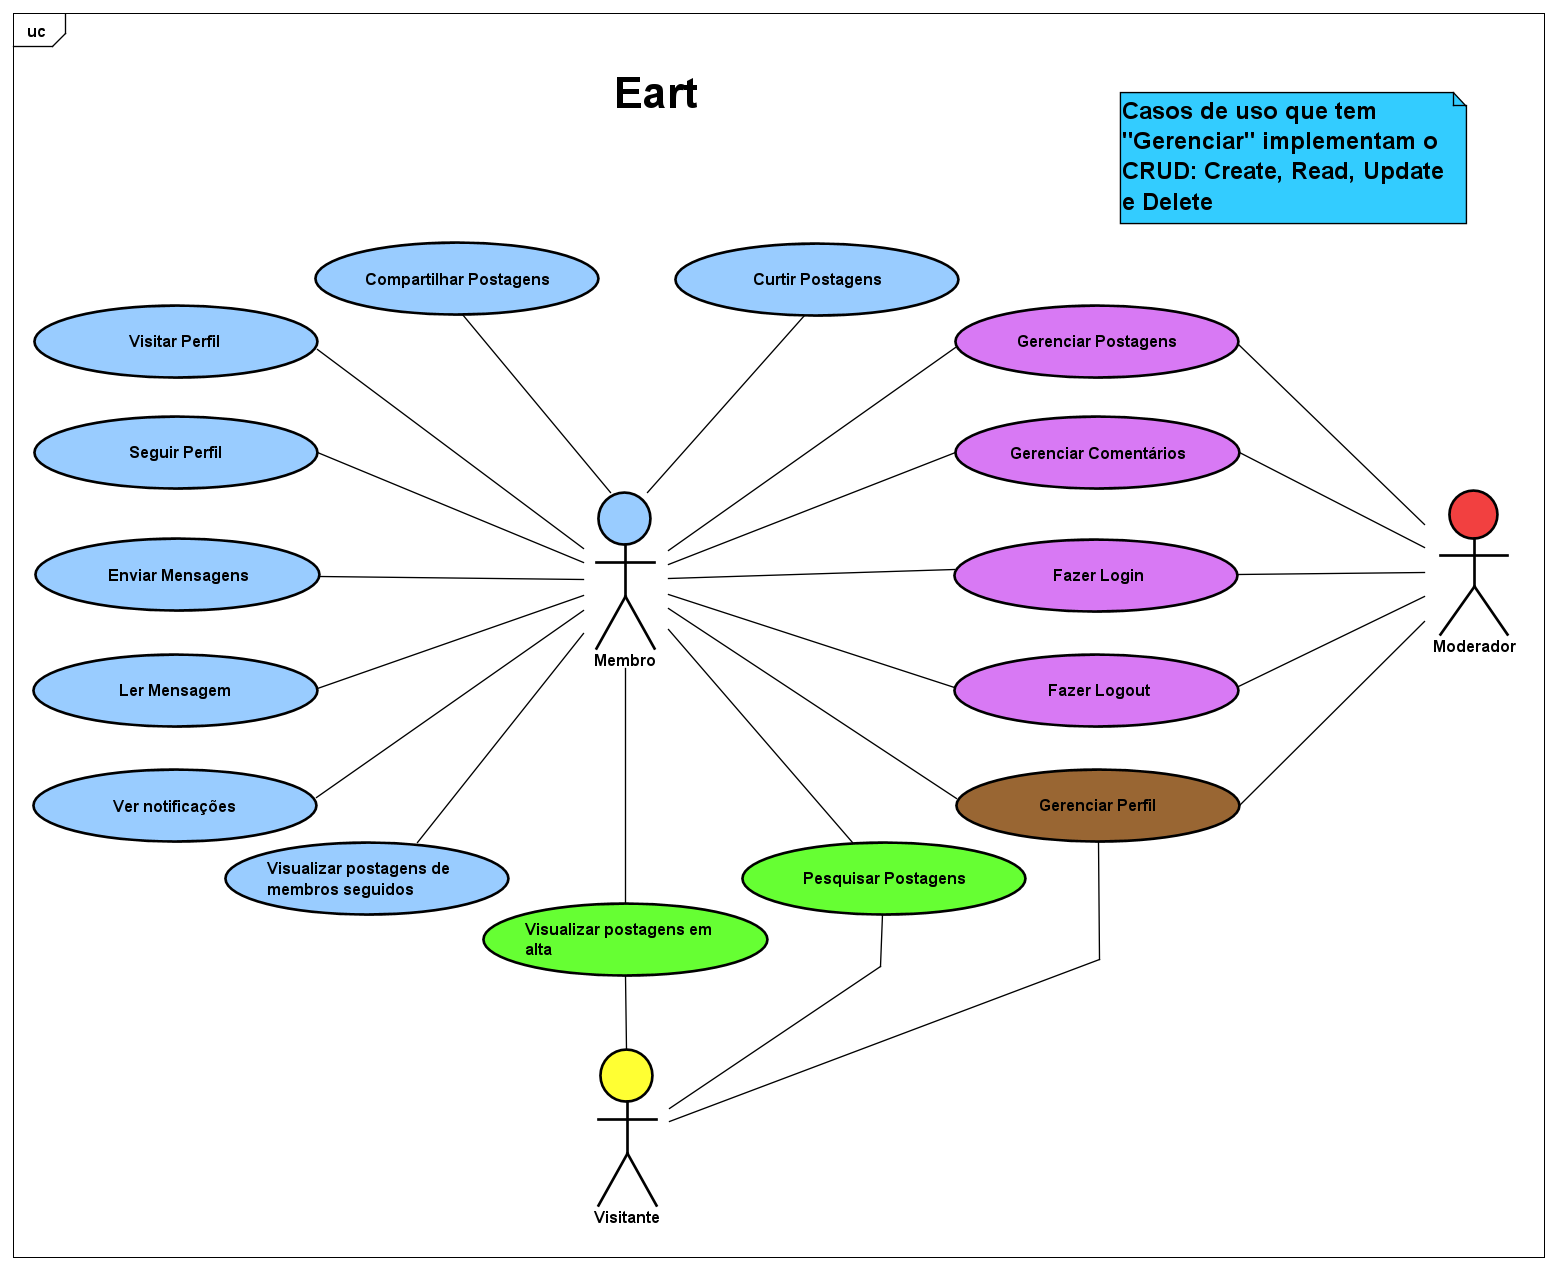 uc
Eart
Casos de uso que tem
"Gerenciar" implementam o
CRUD: Create, Read, Update
e Delete
Compartilhar Postagens
Curtir Postagens
Visitar Perfil
Gerenciar Postagens
Seguir Perfil
Gerenciar Comentários
Enviar Mensagens
Fazer Login
Membro
Moderador
Ler Mensagem
Fazer Logout
Ver notificações
Gerenciar Perfil
Visualizar postagens de
membros seguidos
Pesquisar Postagens
Visualizar postagens em
alta
Visitante